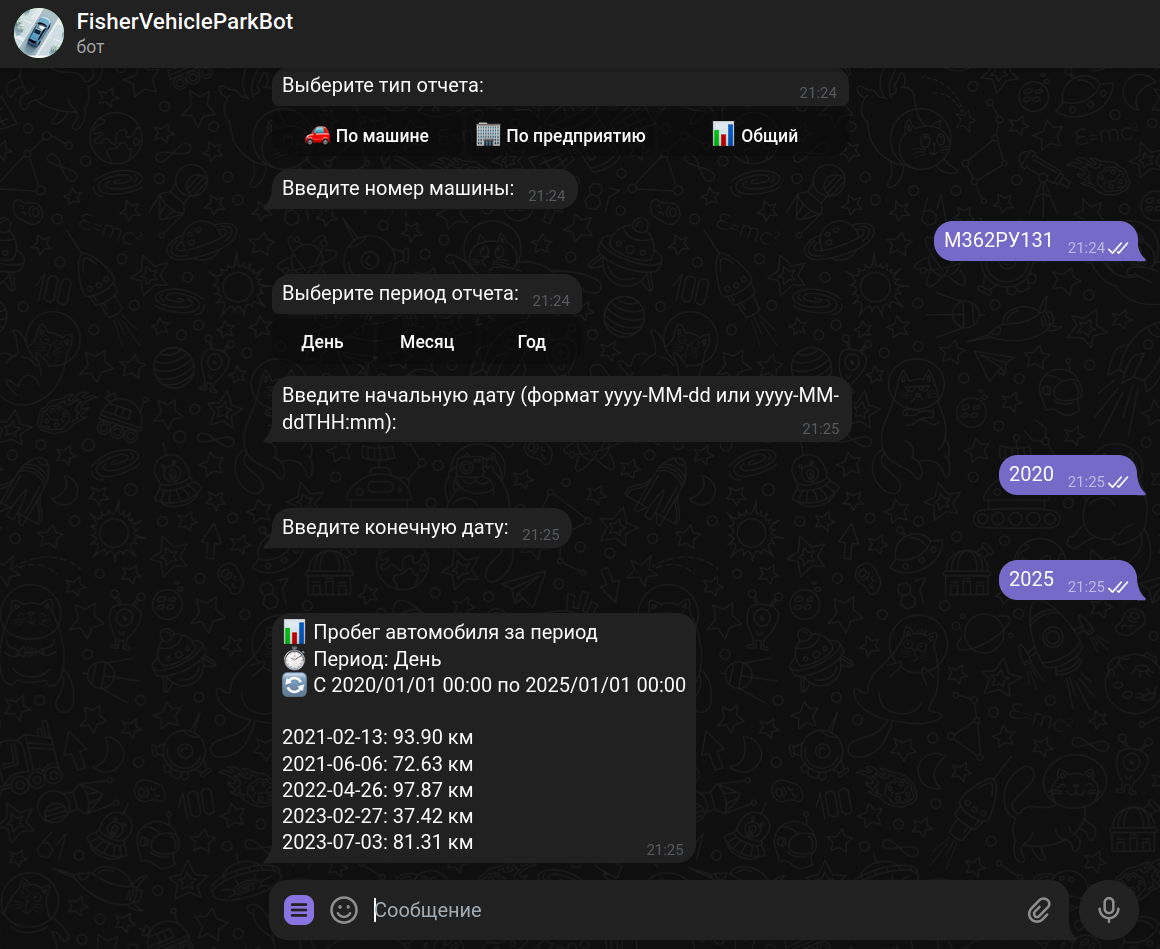 FisherVehicleParkBot
бот
Выберите тип отчета:
21:24
По машине
По предприятию
Общий
Введите номер машины: 21:24
М362РУ131 21:24
Выберите период отчета: 21:24
День
Месяц
Год
Введите начальную дату (формат yyyy-MM-dd или yyyy-MM-
ddTHH:mm):
21:25
2020 21:25
Введите конечную дату: 21:25
2025 21:25
Пробег автомобиля за период
Период: День
С 2020/01/01 00:00 по 2025/01/01 00:00
2021-02-13: 93.90 км
2021-06-06: 72.63 км
2022-04-26: 97.87 км
2023-02-27: 37.42 км
2023-07-03: 81.31 км
21:25
Сообщение